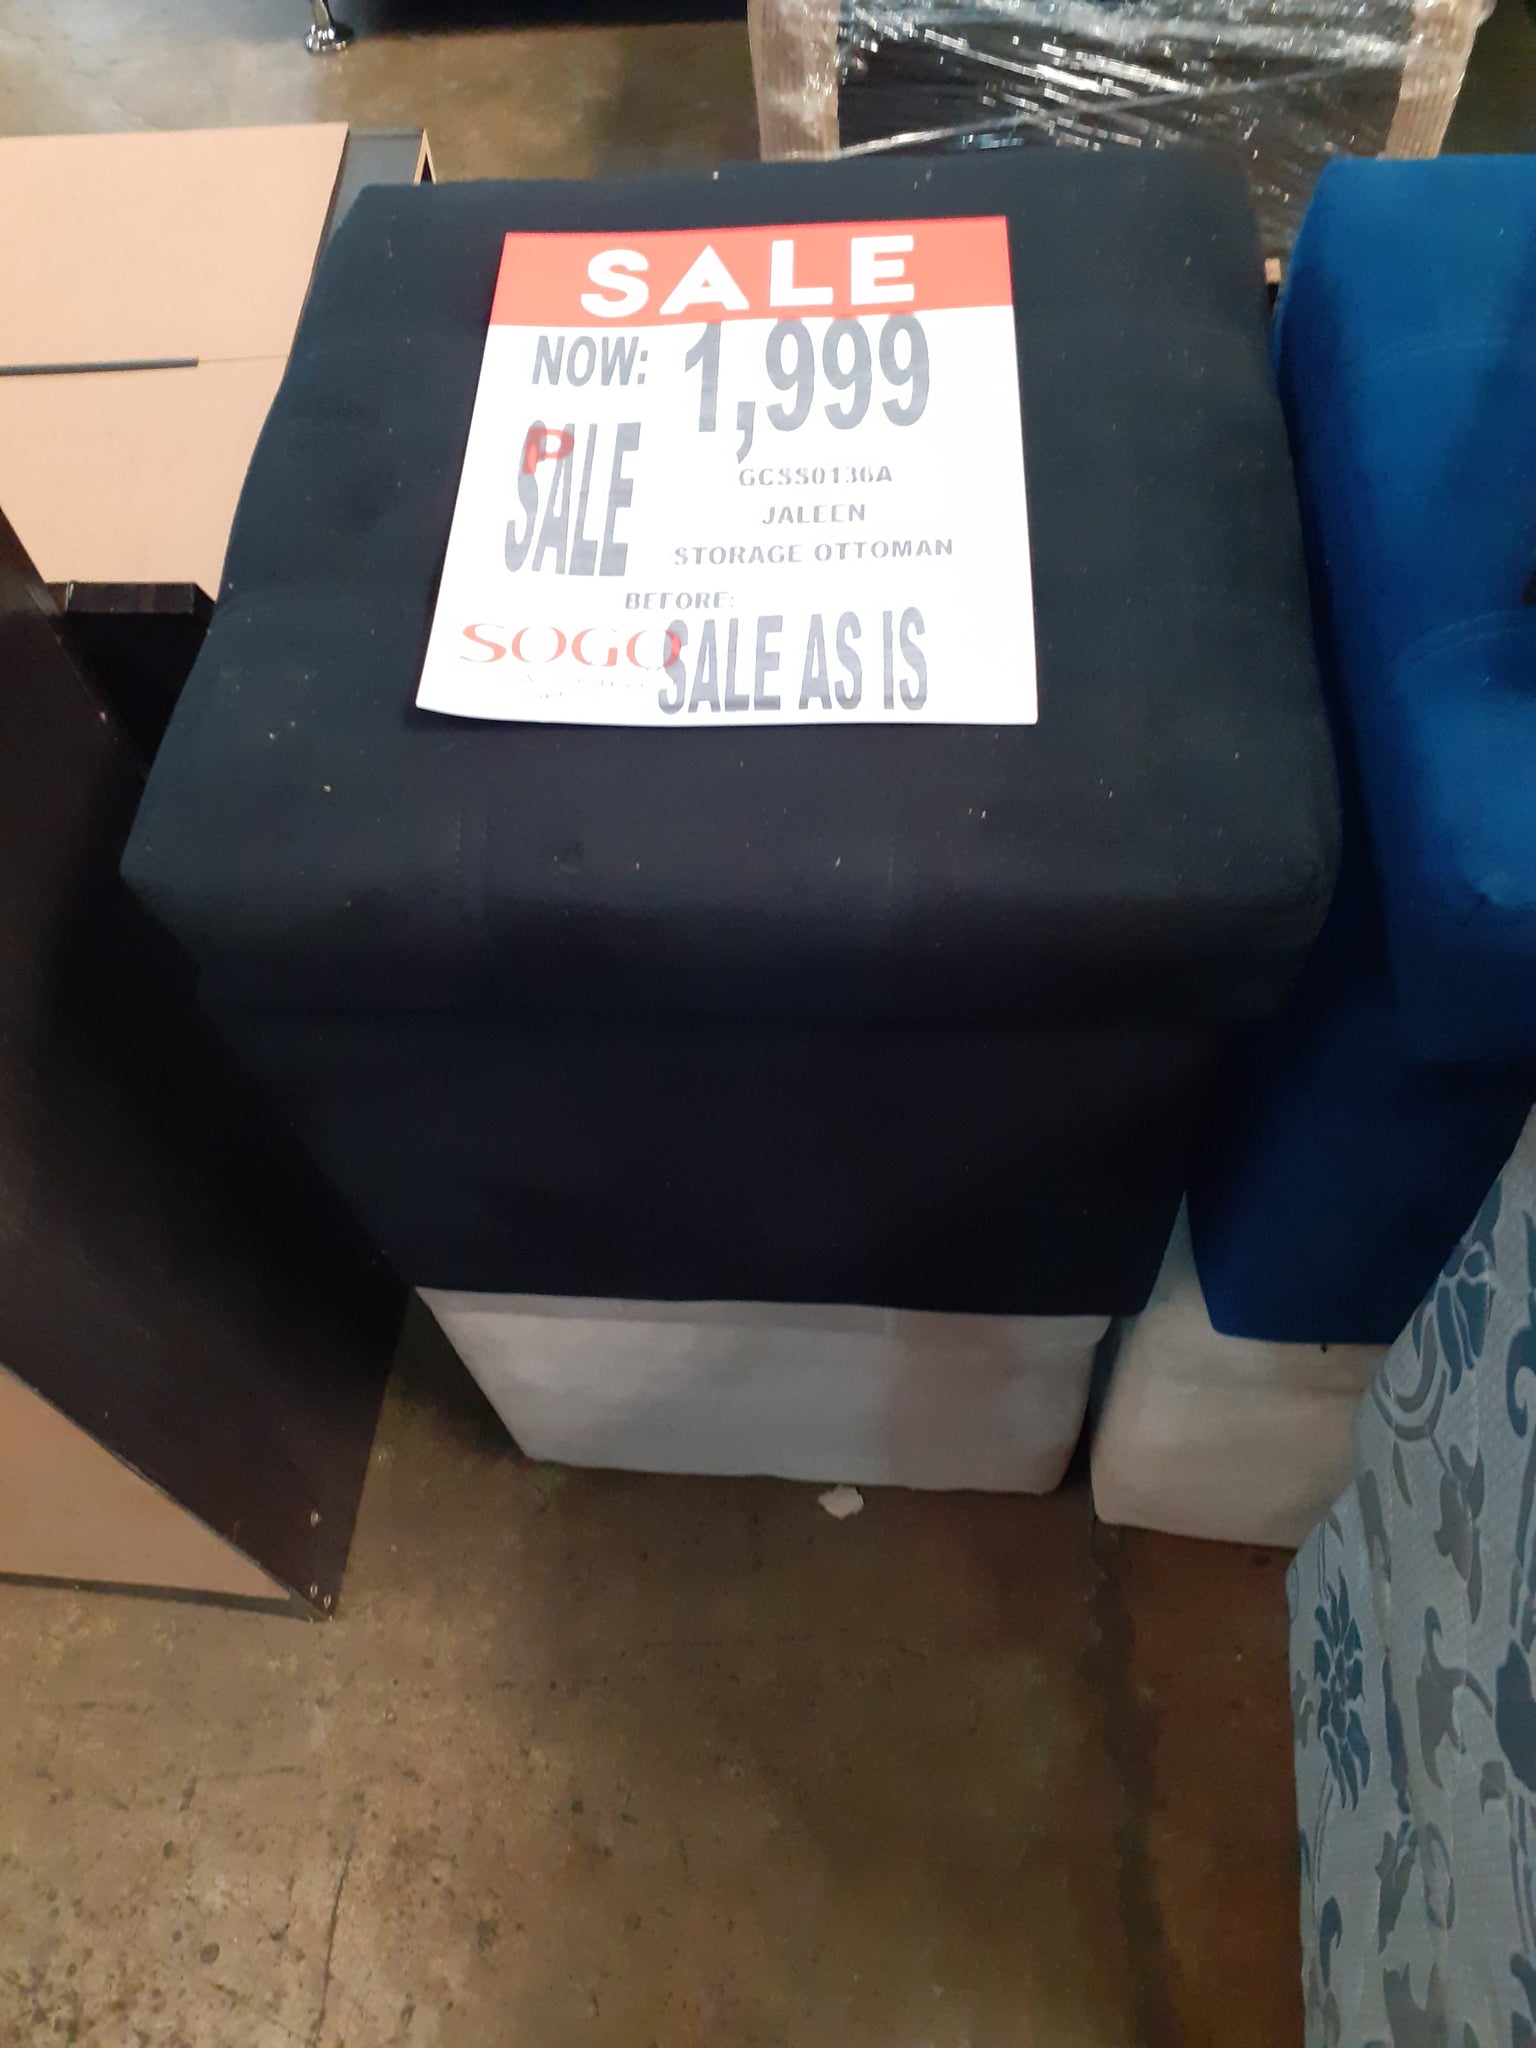 SALE
NOW: 1,999
P
SALE
GCSS0136A
JALEEN
STORAGE OTTOMAN
BEFORE:
SOGO
SALE AS IS